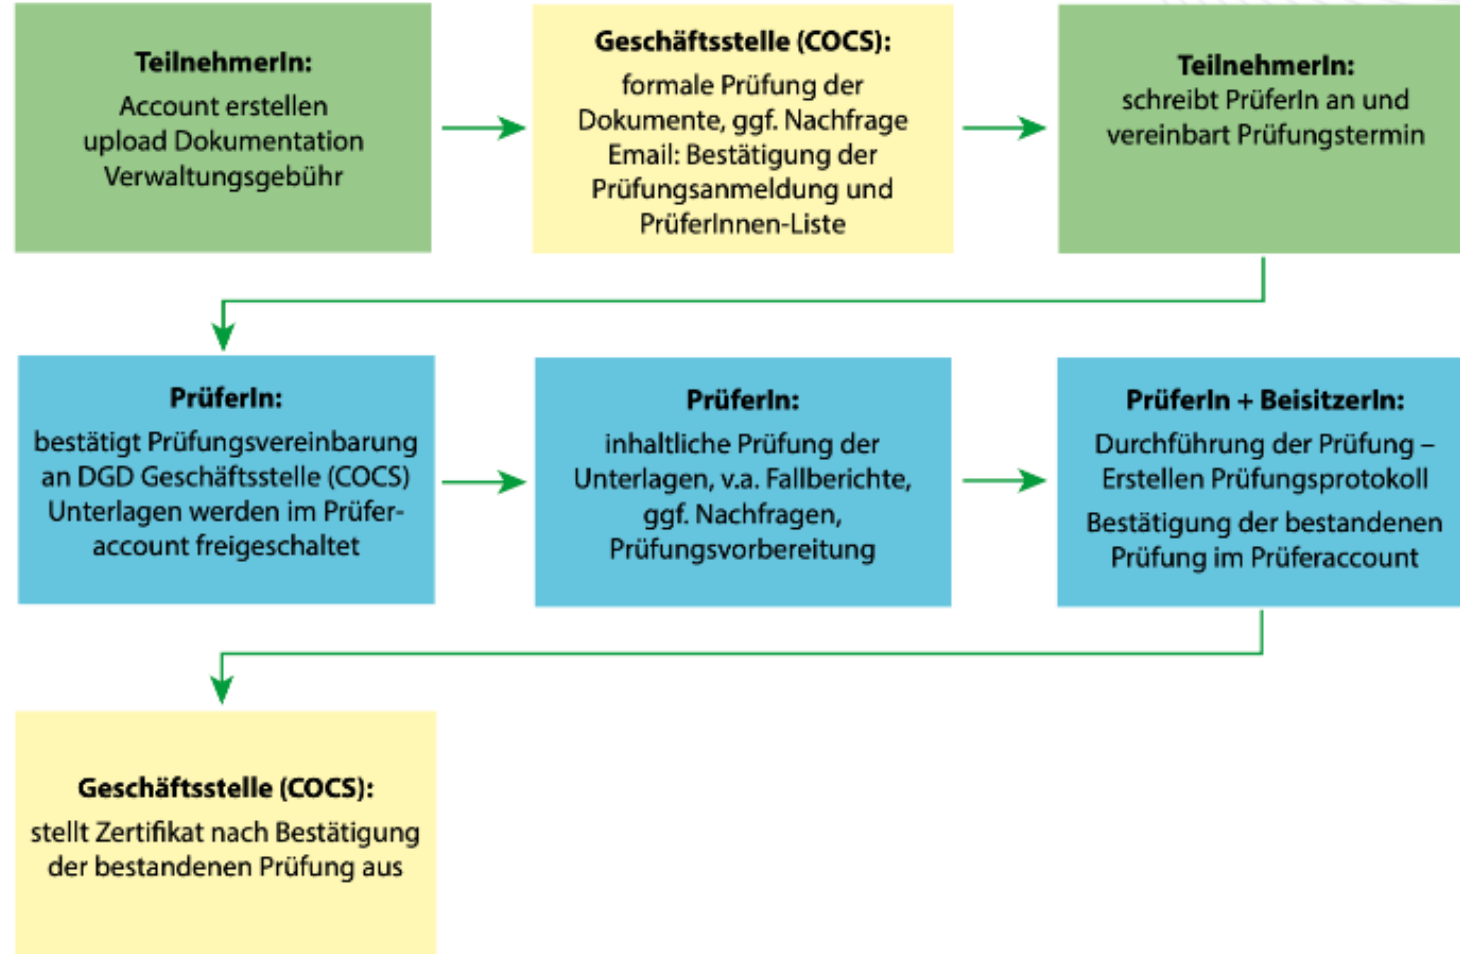 TeilnehmerIn:
Account erstellen
upload Dokumentation
Verwaltungsgebühr
Geschäftsstelle (COCS):
formale Prüfung der
Dokumente, ggf. Nachfrage
Email: Bestätigung der
Prüfungsanmeldung und
PrüferInnen-Liste
TeilnehmerIn:
schreibt PrüferIn an und
vereinbart Prüfungstermin
PrüferIn:
bestätigt Prüfungsvereinbarung
an DGD Geschäftsstelle (COCS)
Unterlagen werden im Prüfer-
account freigeschaltet
PrüferIn:
inhaltliche Prüfung der
Unterlagen, v.a. Fallberichte,
ggf. Nachfragen,
Prüfungsvorbereitung
PrüferIn + BeisitzerIn:
Durchführung der Prüfung –
Erstellen Prüfungsprotokoll
Bestätigung der bestandenen
Prüfung im Prüferaccount
Geschäftsstelle (COCS):
stellt Zertifikat nach Bestätigung
der bestandenen Prüfung aus